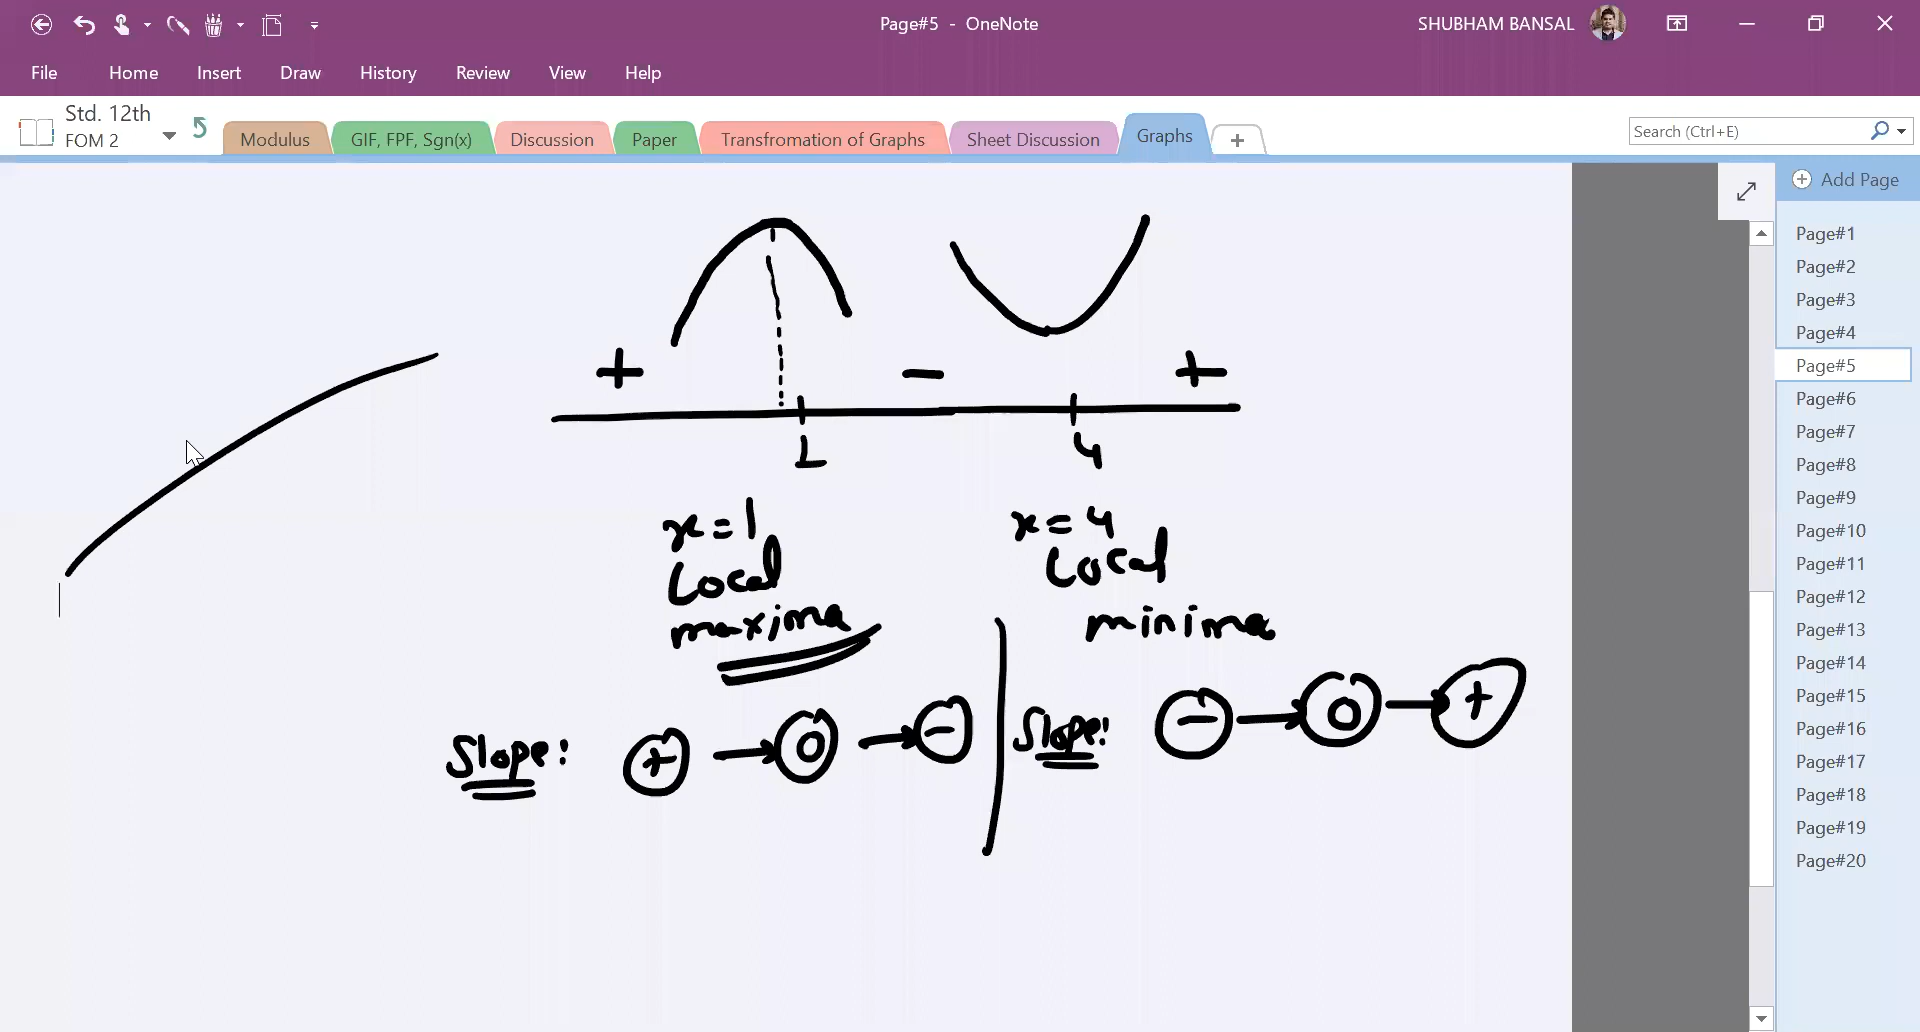 Page#5 - OneNote
SHUBHAM BANSAL
File Home Insert Draw History Review View Help
Std. 12th
FOM 2
Modulus
GIF, FPF, Sgn(x)
Discussion
Paper
Transfromation of Graphs
Sheet Discussion
Graphs
Search (Ctrl+E)
Add Page
Page#1
Page#2
Page#3
Page#4
Page#5
Page#6
Page#7
Page#8
Page#9
Page#10
Page#11
Page#12
Page#13
Page#14
Page#15
Page#16
Page#17
Page#18
Page#19
Page#20
+ - +
1 4
x=1
Local
maxima
x=4
Local
minima
Slope: + → 0 → -
Slope: - → 0 → +